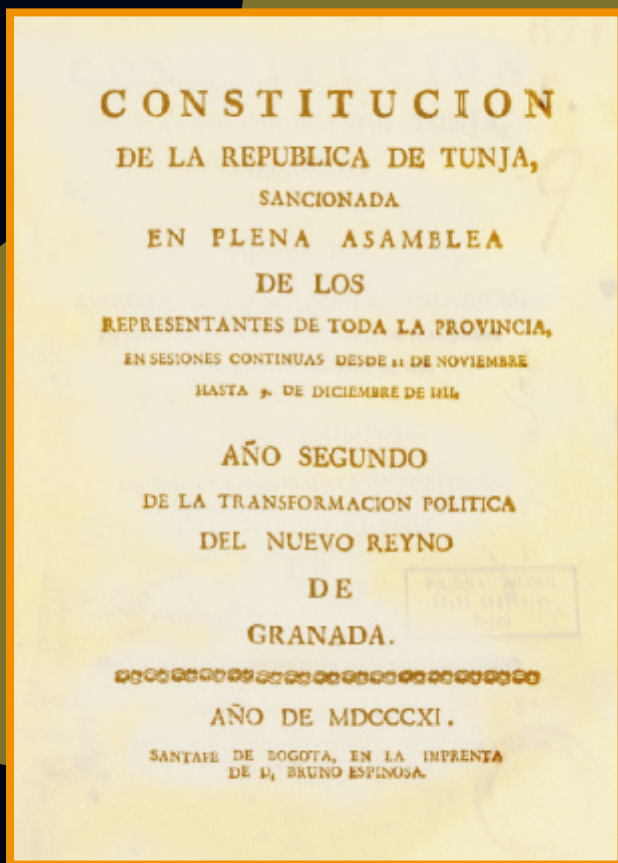 CONSTITUCION
DE LA REPUBLICA DE TUNJA,
SANCIONADA
EN PLENA ASAMBLEA
DE LOS
REPRESENTANTES DE TODA LA PROVINCIA,
EN SESIONES CONTINUAS DESDE 21 DE NOVIEMBRE
HASTA 9. DE DICIEMBRE DE 1811.
AÑO SEGUNDO
DE LA TRANSFORMACION POLITICA
DEL NUEVO REYNO
DE
GRANADA.
AÑO DE MDCCCXI.
SANTAFE DE BOGOTA, EN LA IMPRENTA
DE D, BRUNO ESPINOSA.